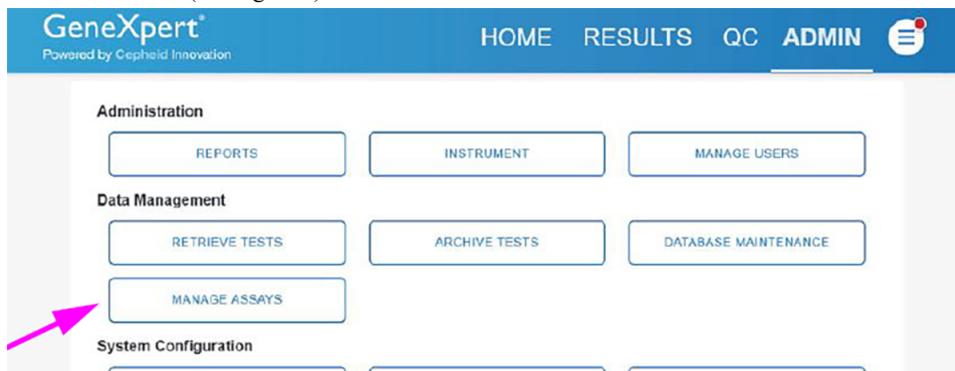 GeneXpert®
Powered by Cepheid Innovation
HOME RESULTS QC ADMIN
Administration
REPORTS INSTRUMENT MANAGE USERS
Data Management
RETRIEVE TESTS ARCHIVE TESTS DATABASE MAINTENANCE
MANAGE ASSAYS
System Configuration